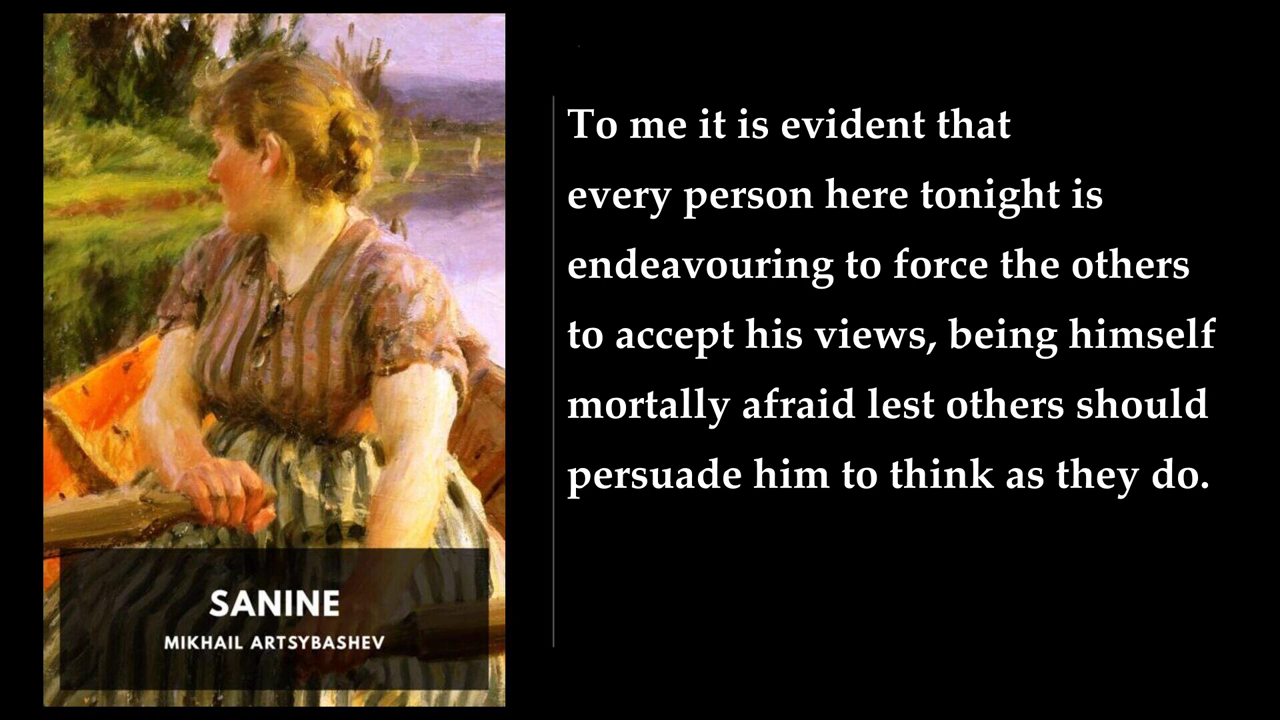 SANINE
MIKHAIL ARTSYBASHEV
To me it is evident that
every person here tonight is
endeavouring to force the others
to accept his views, being himself
mortally afraid lest others should
persuade him to think as they do.